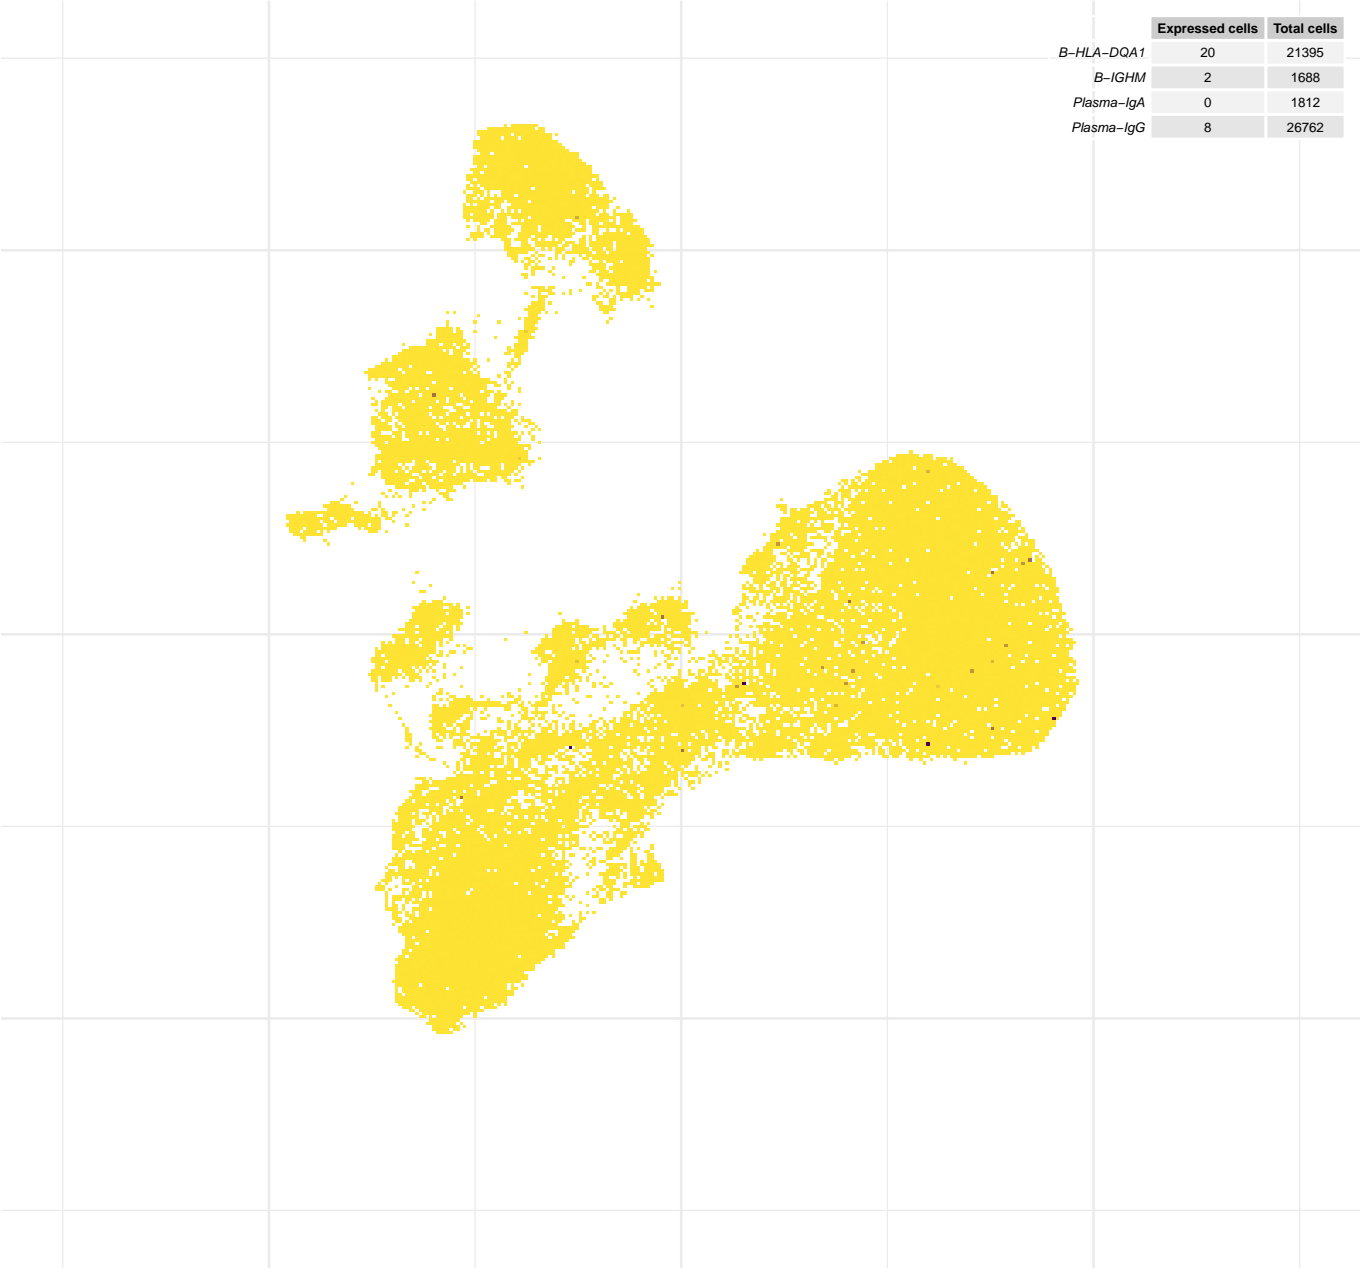 Expressed cells Total cells
B−HLA−DQA1 20 21395
B−IGHM 2 1688
Plasma−IgA 0 1812
Plasma−IgG 8 26762